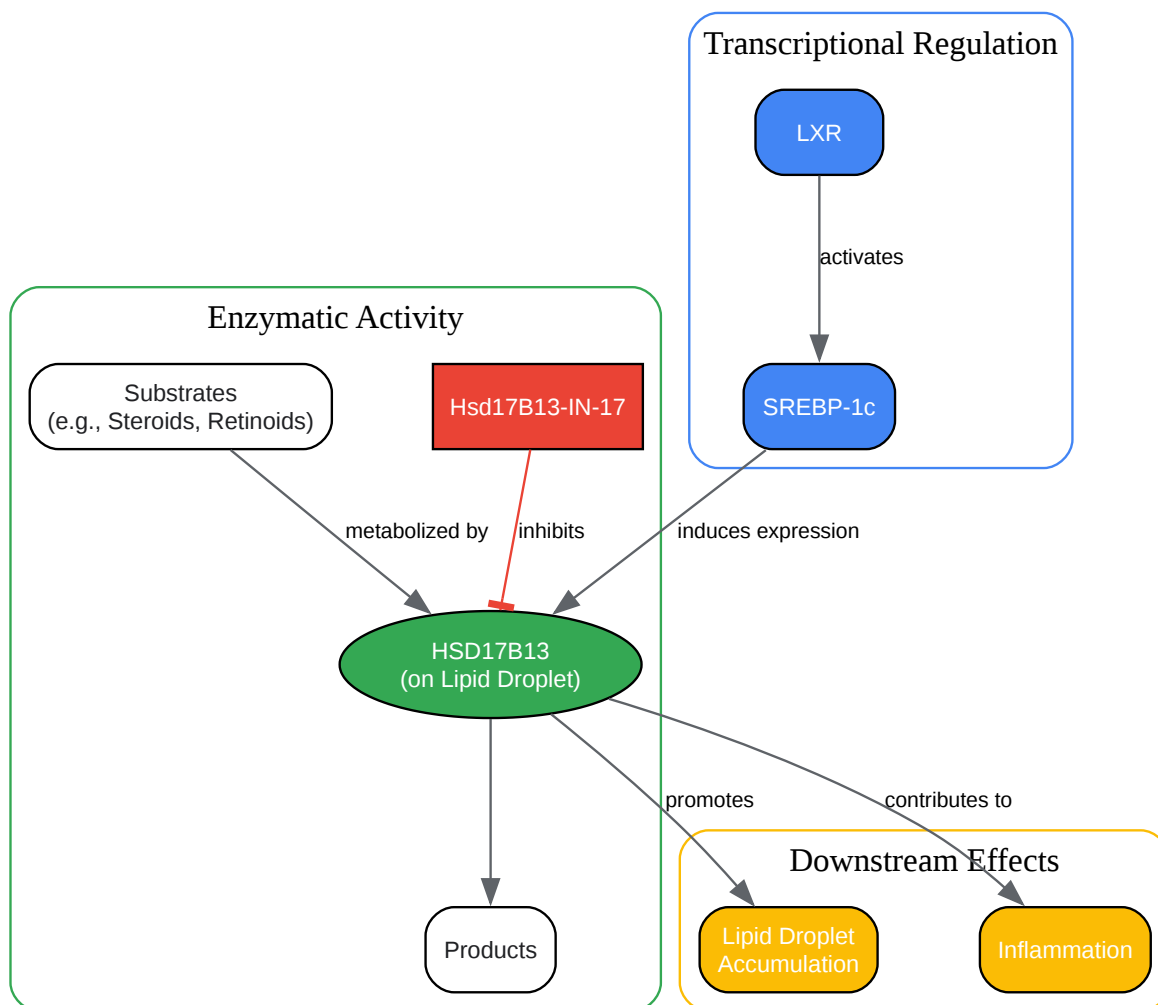 Transcriptional Regulation
LXR
activates
Enzymatic Activity
Substrates
(e.g., Steroids, Retinoids)
Hsd17B13-IN-17
SREBP-1c
metabolized by
inhibits
induces expression
HSD17B13
(on Lipid Droplet)
promotes
contributes to
Downstream Effects
Products
Lipid Droplet
Accumulation
Inflammation